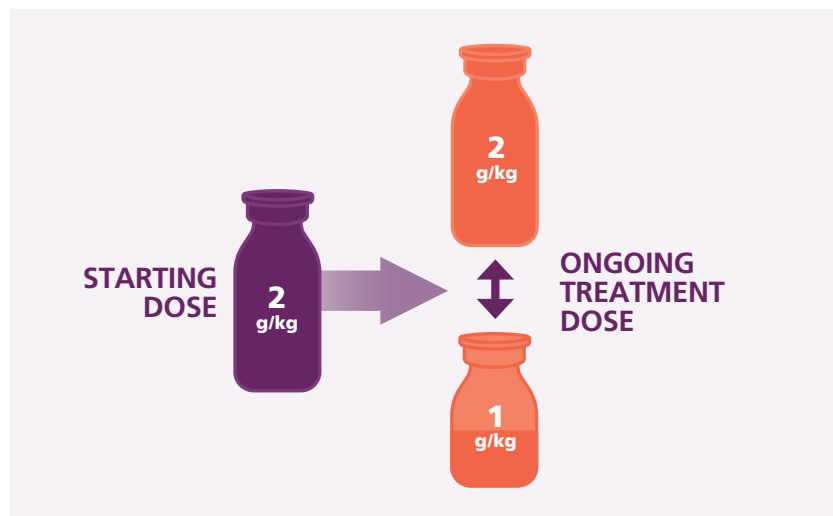 STARTING
DOSE
2
g/kg
2
g/kg
ONGOING
TREATMENT
DOSE
1
g/kg